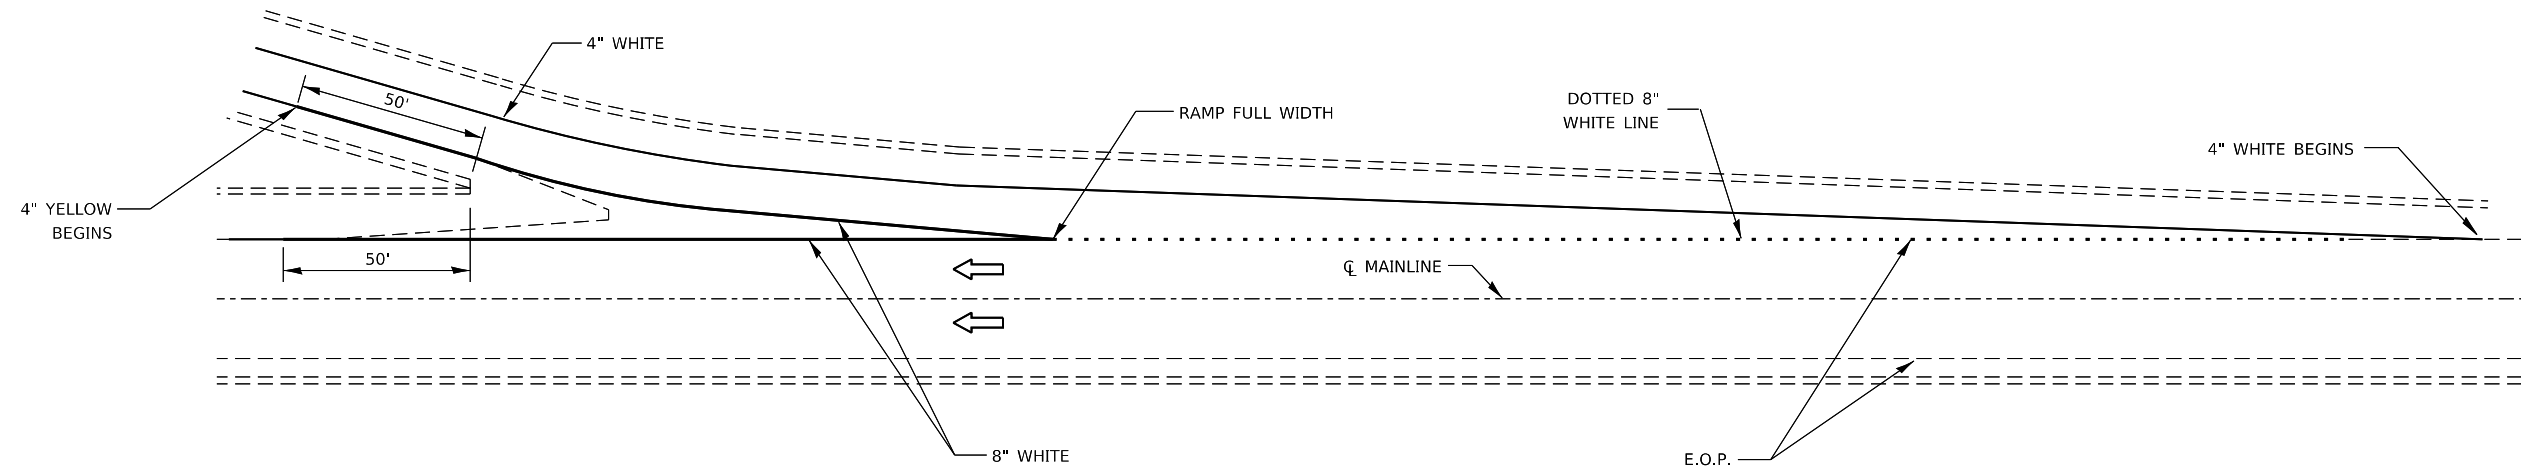 4" WHITE
50'
RAMP FULL WIDTH
DOTTED 8"
WHITE LINE
4" WHITE BEGINS
4" YELLOW
BEGINS
50'
℄ MAINLINE
8" WHITE
E.O.P.